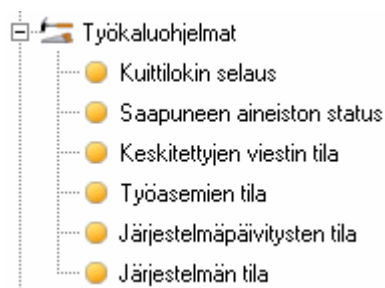 Työkaluohjelmat
Kuittilokin selaus
Saapuneen aineiston status
Keskitettyjen viestin tila
Työasemien tila
Järjestelmäpäivitysten tila
Järjestelmän tila